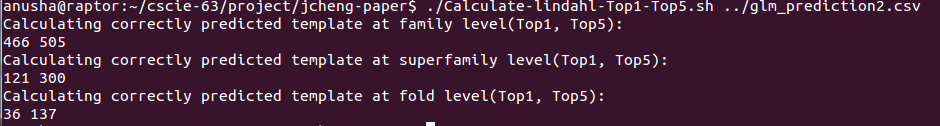 anusha@raptor:~/cscie-63/project/jcheng-paper$ ./Calculate-lindahl-Top1-Top5.sh ../glm_prediction2.csv
Calculating correctly predicted template at family level(Top1, Top5):
466 505
Calculating correctly predicted template at superfamily level(Top1, Top5):
121 300
Calculating correctly predicted template at fold level(Top1, Top5):
36 137